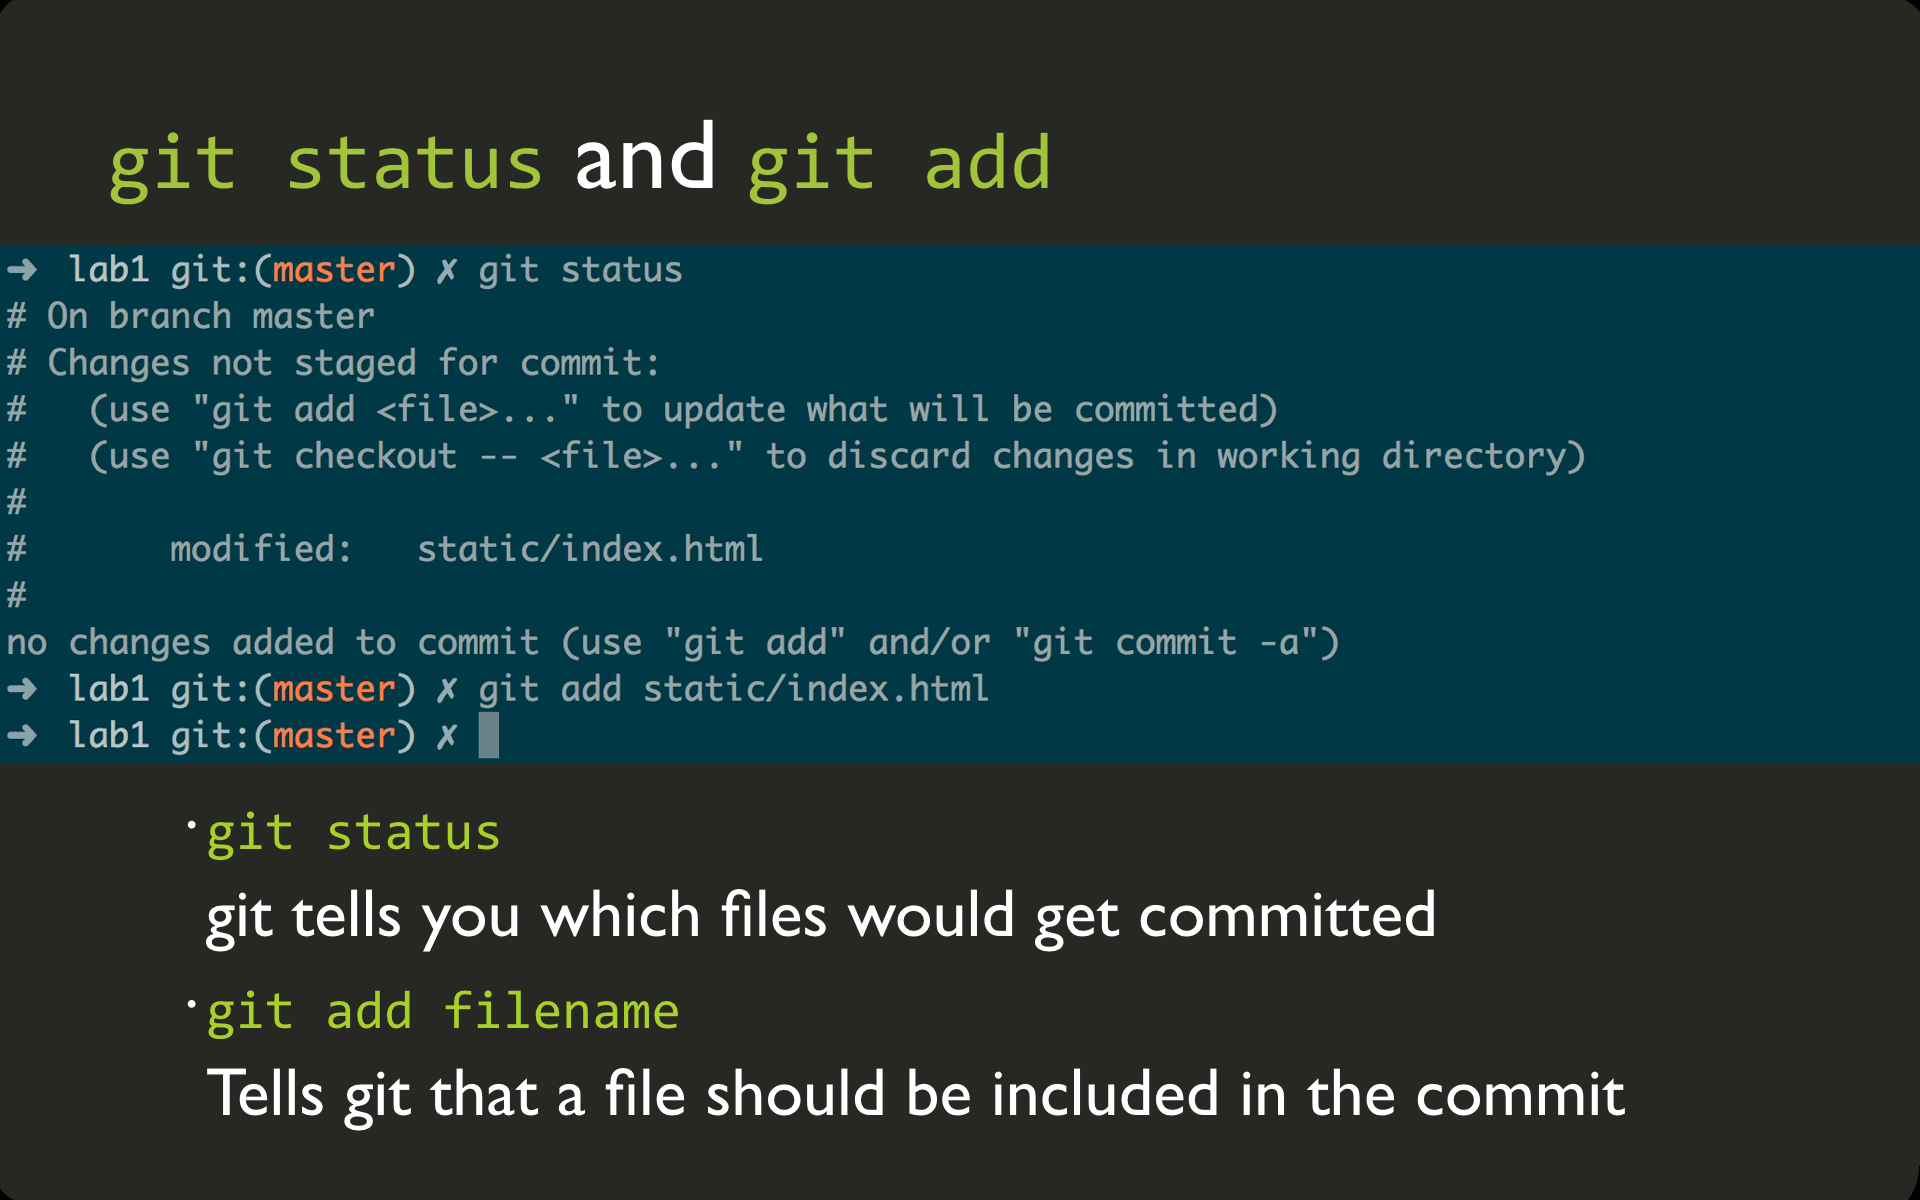 git status and git add
➜  lab1 git:(master) ✗ git status
# On branch master
# Changes not staged for commit:
#   (use "git add <file>..." to update what will be committed)
#   (use "git checkout -- <file>..." to discard changes in working directory)
#
#       modified:   static/index.html
#
no changes added to commit (use "git add" and/or "git commit -a")
➜  lab1 git:(master) ✗ git add static/index.html
➜  lab1 git:(master) ✗
• git status
git tells you which files would get committed
• git add filename
Tells git that a file should be included in the commit